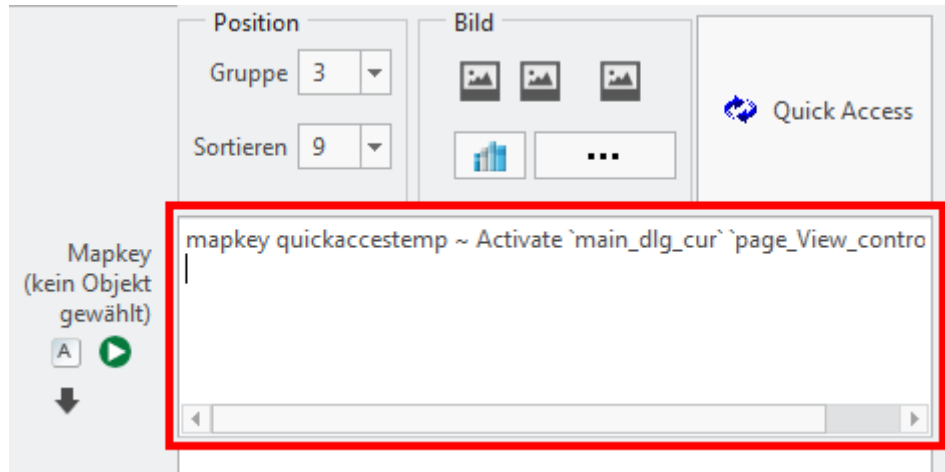 Position
Gruppe 3
Sortieren 9
Bild
...
Quick Access
Mapkey
(kein Objekt
gewählt)
A
mapkey quickaccestemp ~ Activate `main_dlg_cur` `page_View_contro